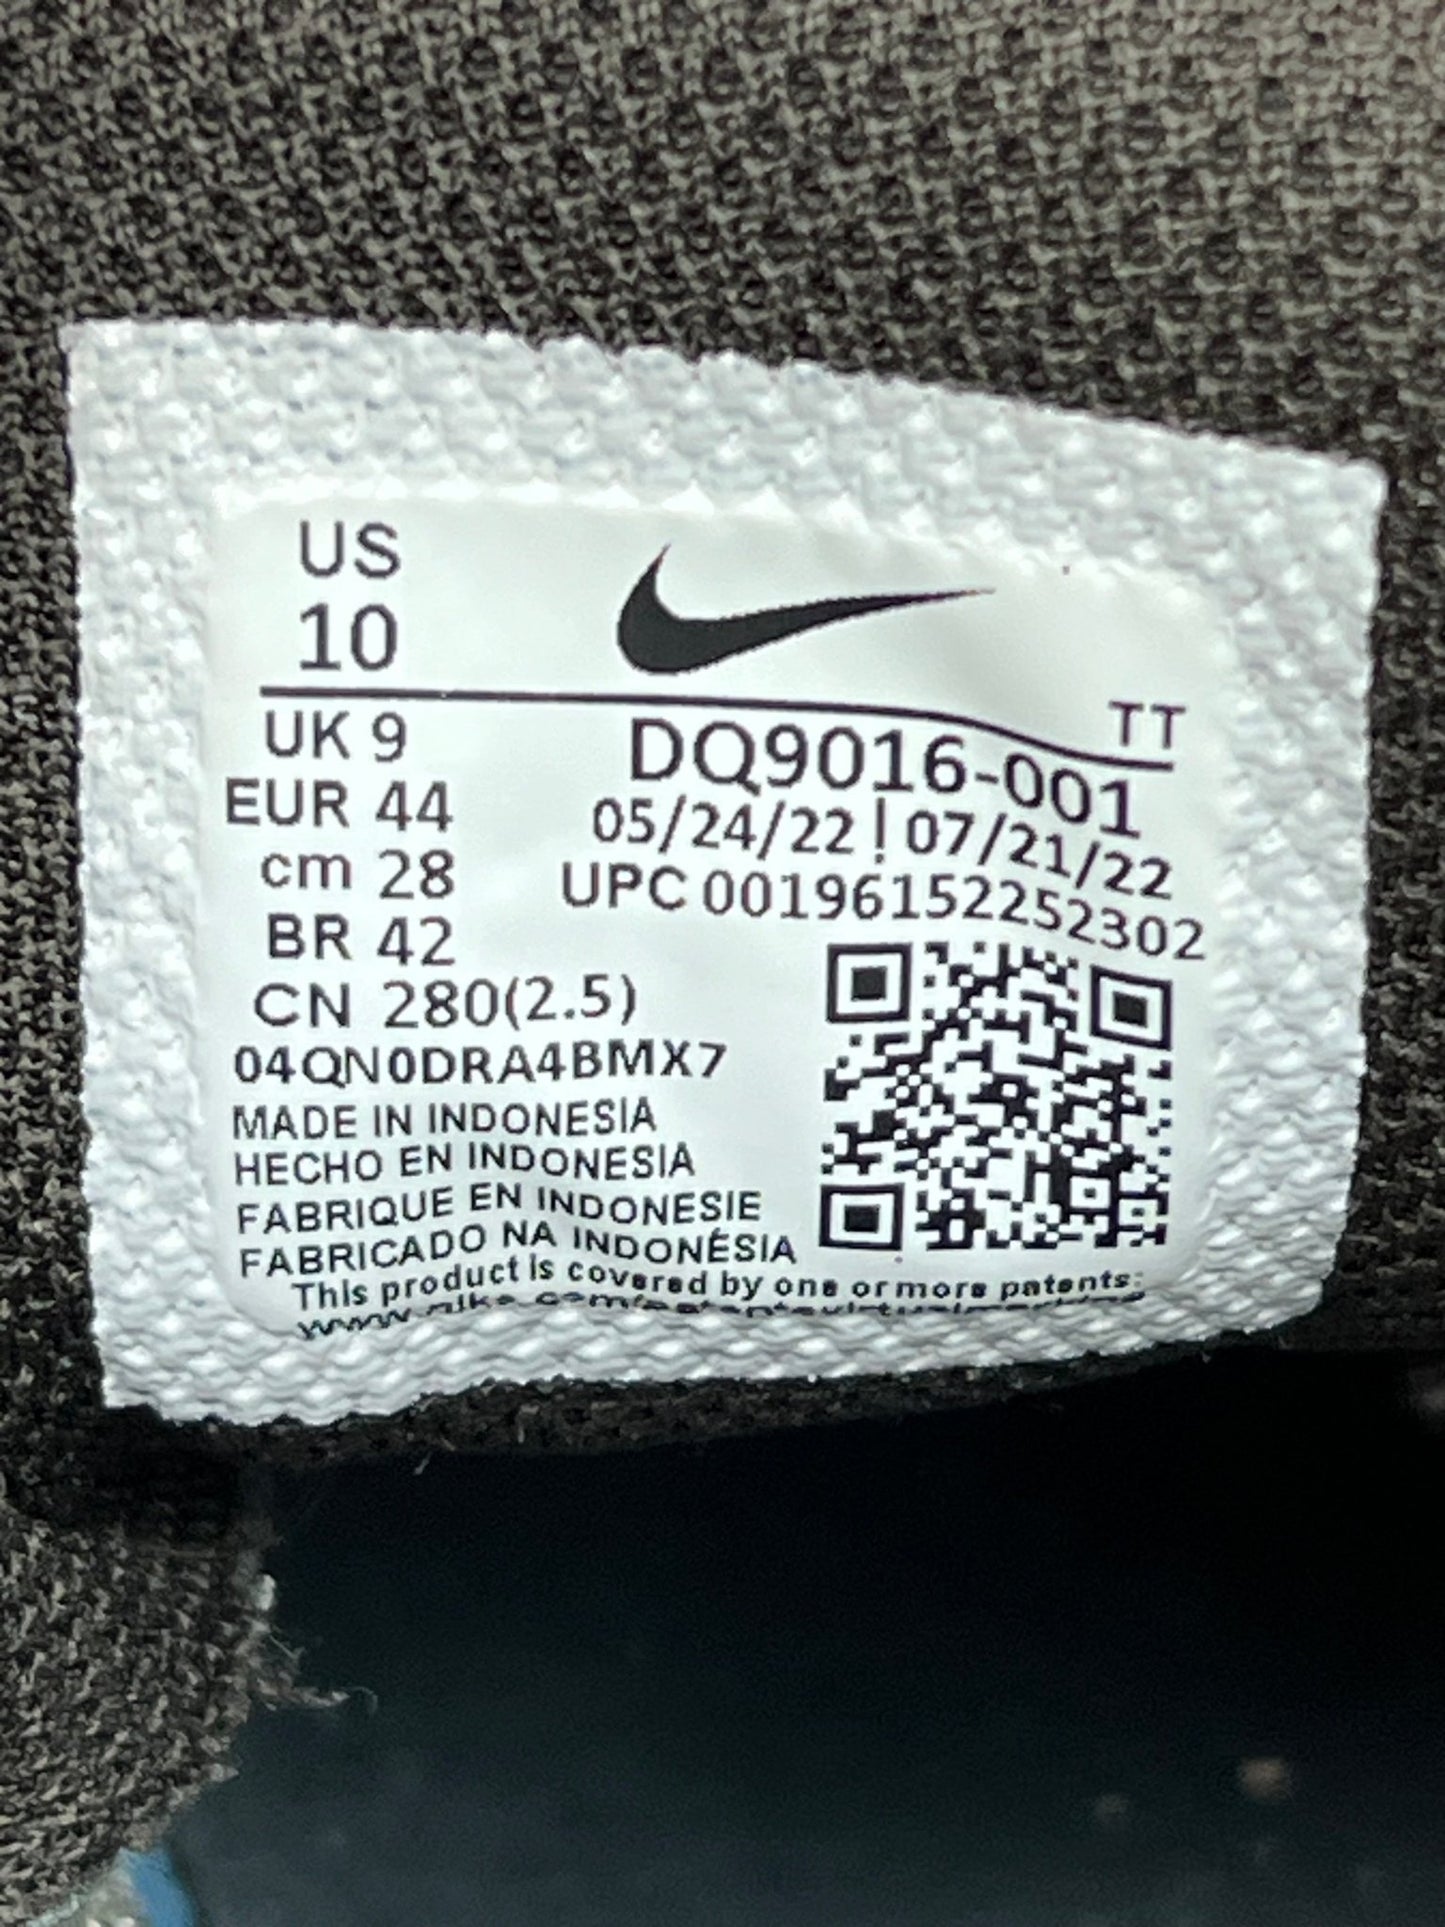 US
10
TT
UK 9
EUR 44
cm 28
BR 42
CN 280(2.5)
DQ9016-001
05/24/22 | 07/21/22
UPC 00196152252302
04QN0DRA4BMX7
MADE IN INDONESIA
HECHO EN INDONESIA
FABRIQUE EN INDONESIE
FABRICADO NA INDONÉSIA
This product is covered by one or more patents: